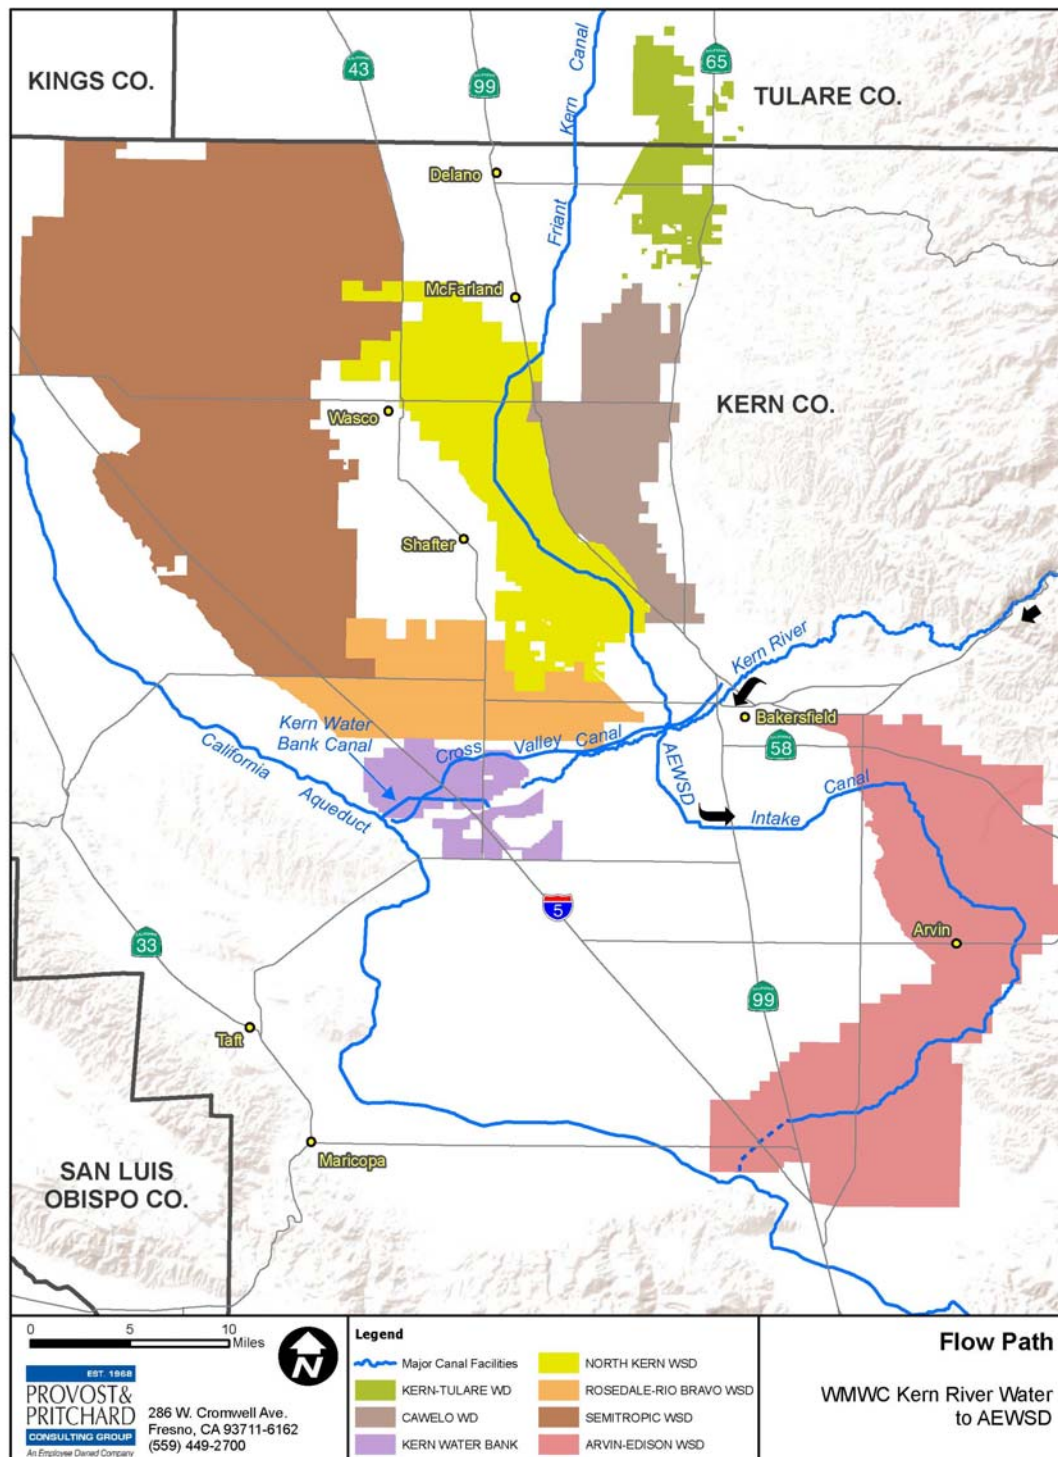 KINGS CO.
43
99
Friant Kern Canal
65
TULARE CO.
Delano
McFarland
KERN CO.
Wasco
Shafter
Kern River
Bakersfield
58
Kern Water
Bank Canal
Cross Valley Canal
California Aqueduct
AEWSD Intake Canal
5
33
Arvin
99
Taft
Maricopa
SAN LUIS
OBISPO CO.
0 5 10
Miles
N
EST. 1968
PROVOST&
PRITCHARD
CONSULTING GROUP
An Employee Owned Company
286 W. Cromwell Ave.
Fresno, CA 93711-6162
(559) 449-2700
Legend
Major Canal Facilities
KERN-TULARE WD
CAWELO WD
KERN WATER BANK
NORTH KERN WSD
ROSEDALE-RIO BRAVO WSD
SEMITROPIC WSD
ARVIN-EDISON WSD
Flow Path
WMWC Kern River Water
to AEWSD